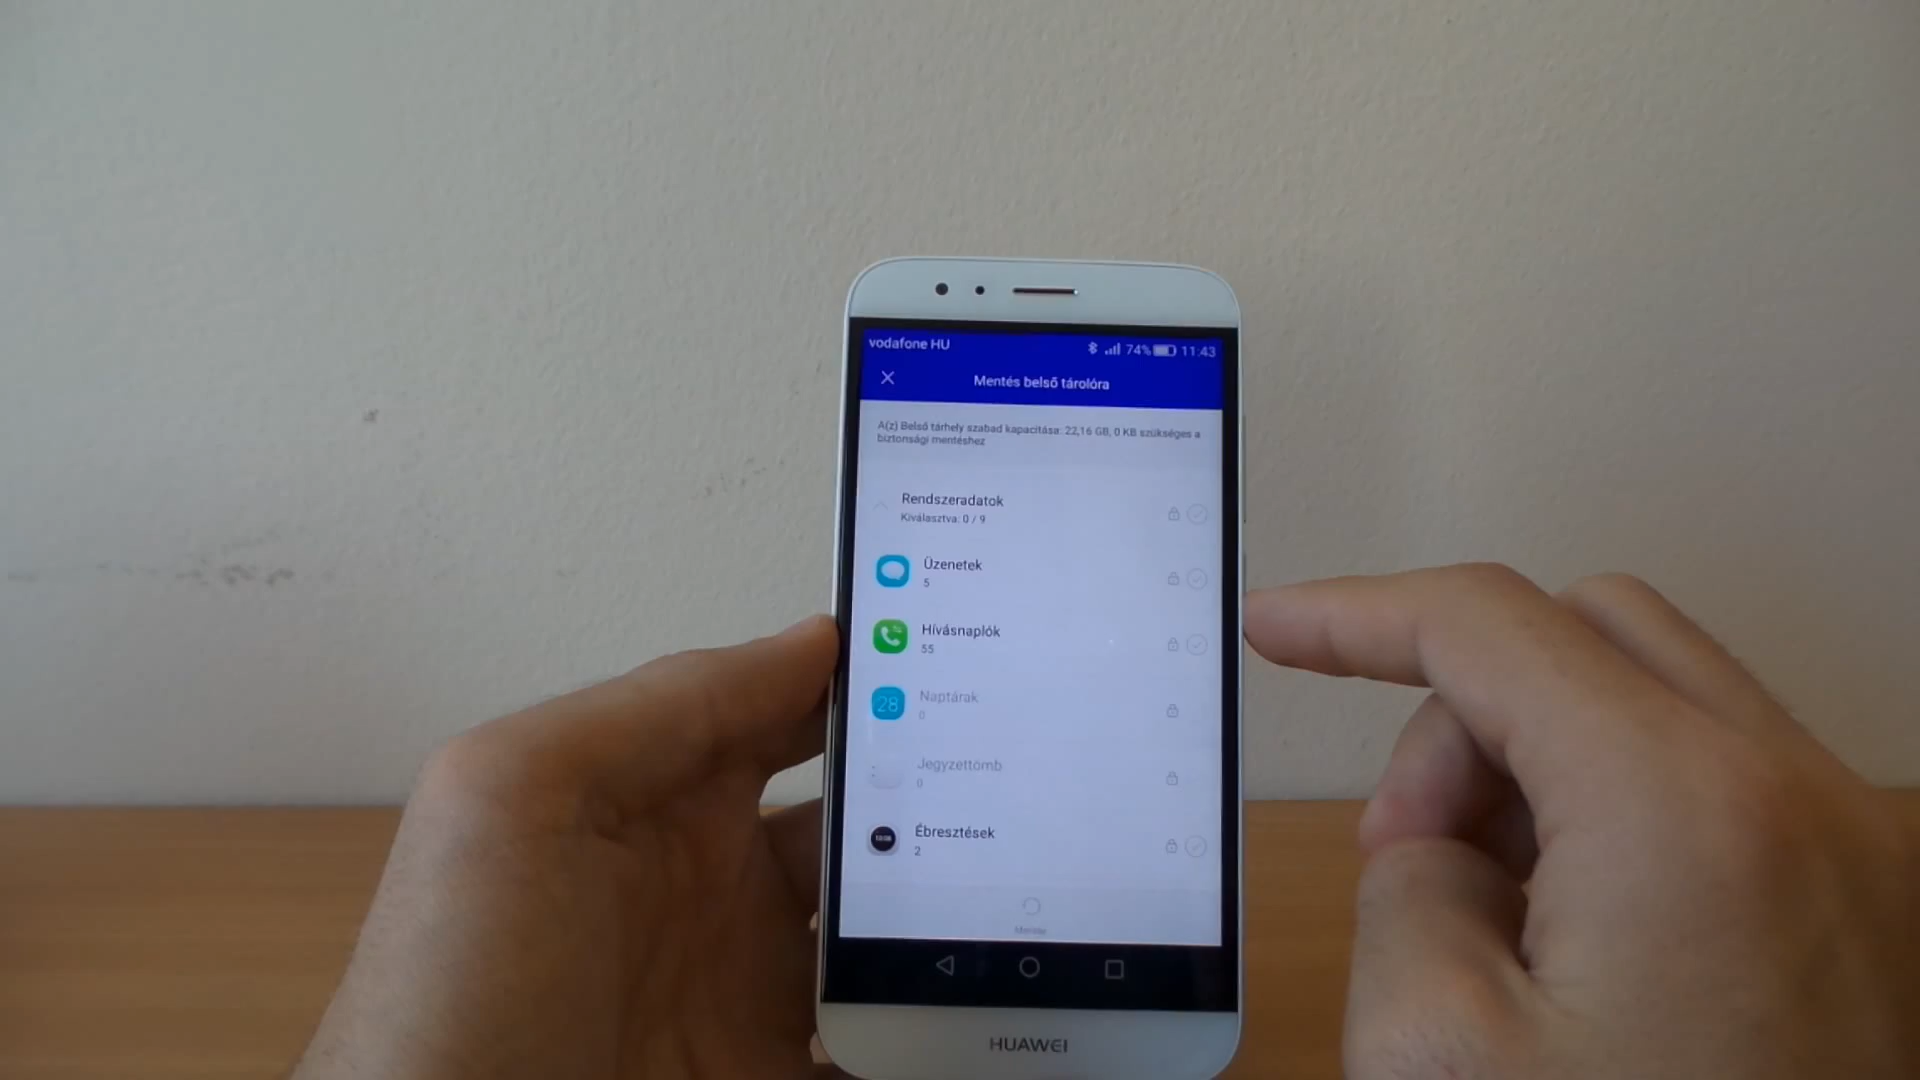 vodafone HU
74% 11:43
Mentés belső tárolóra
A(z) Belső tárhely szabad kapacitása: 22,16 GB, 0 KB szükséges a
biztonsági mentéshez
Rendszeradatok
Kiválasztva: 0 / 9
Üzenetek
5
Hívásnaplók
55
28
Naptárak
0
Jegyzettömb
0
Ébresztések
2
Mentés
HUAWEI